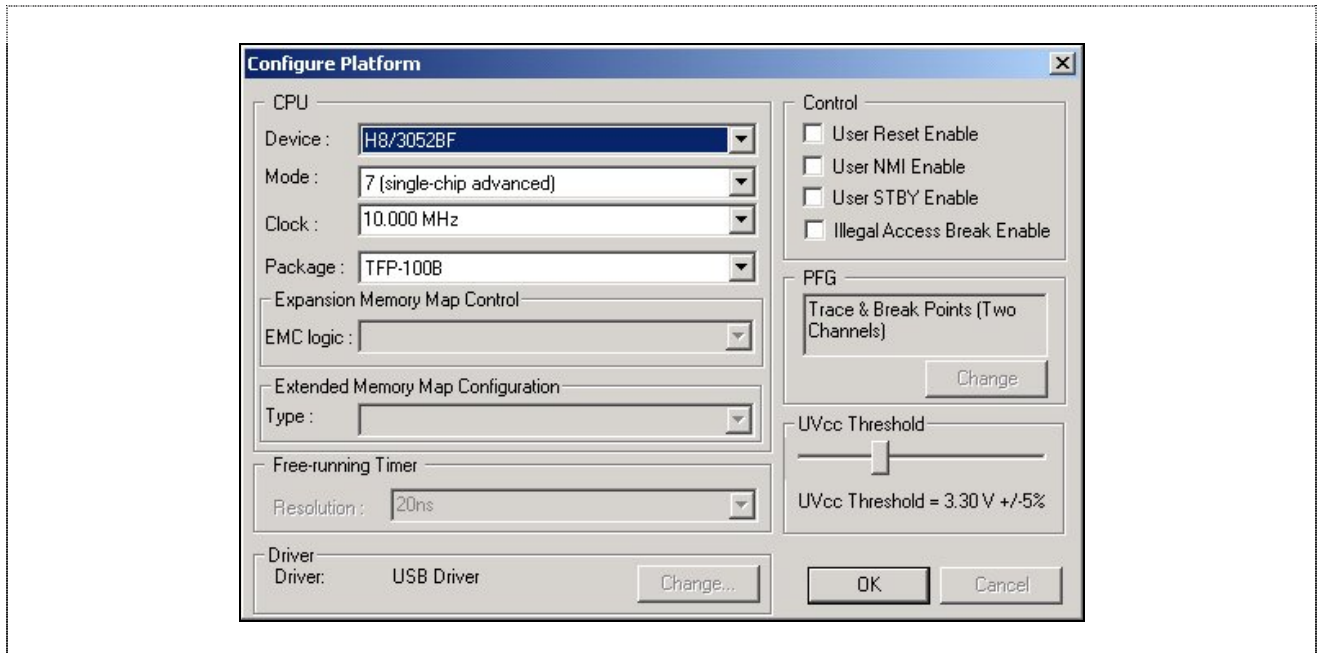 Configure Platform
CPU
Device :
H8/3052BF
Mode :
7 (single-chip advanced)
Clock :
10.000 MHz
Package :
TFP-100B
Expansion Memory Map Control
EMC logic :
Extended Memory Map Configuration
Type :
Free-running Timer
Resolution :
20ns
Driver
Driver:
USB Driver
Change...
Control
User Reset Enable
User NMI Enable
User STBY Enable
Illegal Access Break Enable
PFG
Trace & Break Points (Two
Channels)
Change
UVcc Threshold
UVcc Threshold = 3.30 V +/-5%
OK
Cancel